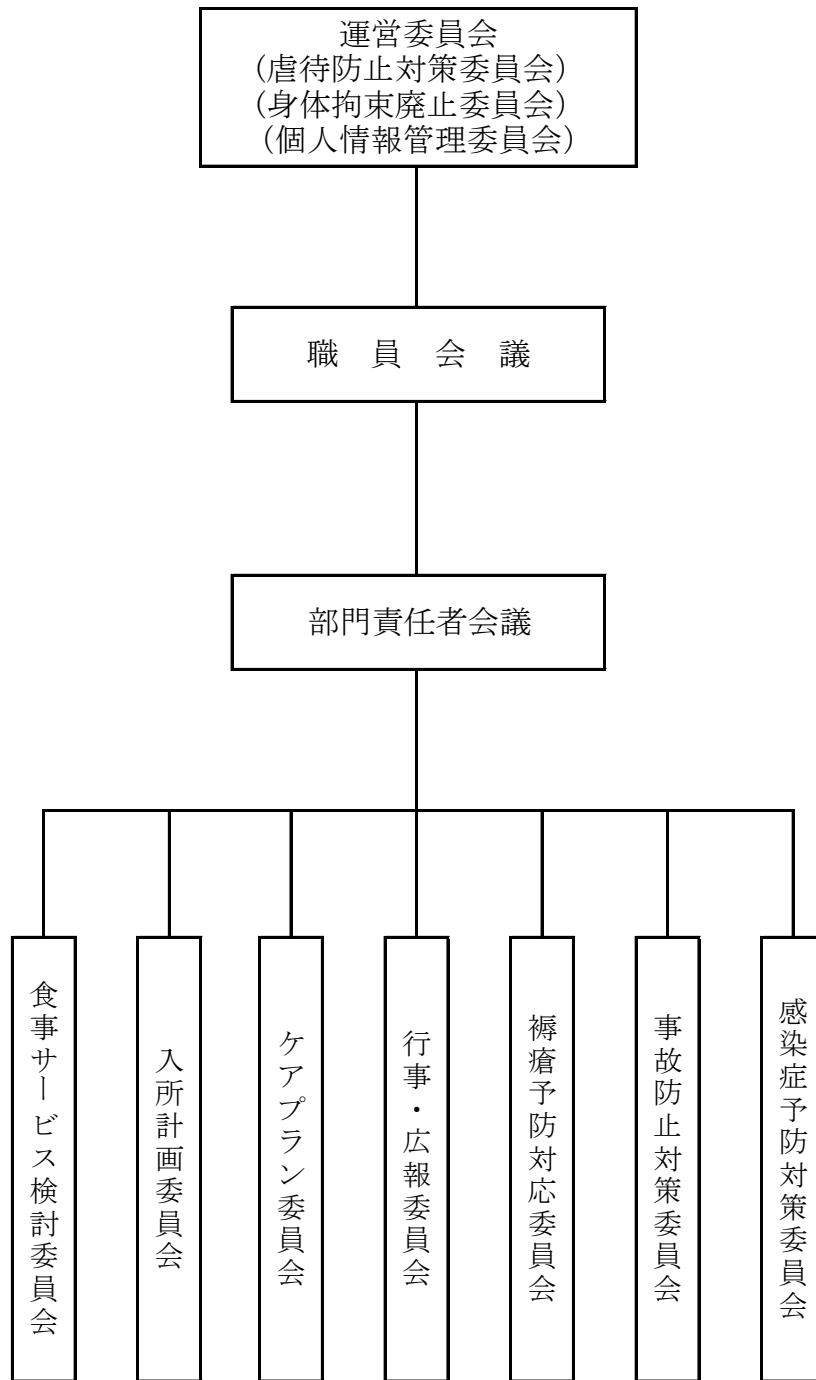 運営委員会
(虐待防止対策委員会)
(身体拘束廃止委員会)
(個人情報管理委員会)
職　員　会　議
部門責任者会議
食事サービス検討委員会
入所計画委員会
ケアプラン委員会
行事・広報委員会
褥瘡予防対応委員会
事故防止対策委員会
感染症予防対策委員会